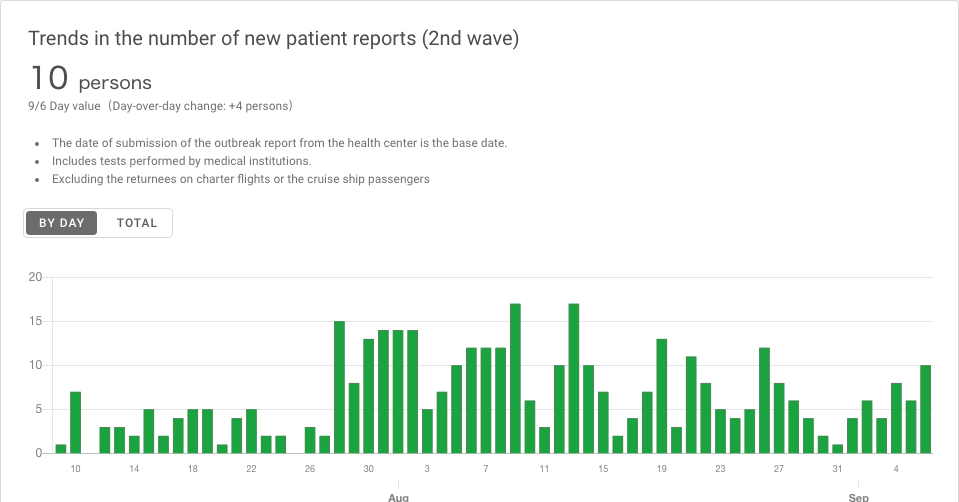 Trends in the number of new patient reports (2nd wave)
10 persons
9/6 Day value (Day-over-day change: +4 persons)
• The date of submission of the outbreak report from the health center is the base date.
• Includes tests performed by medical institutions.
• Excluding the returnees on charter flights or the cruise ship passengers
BY DAY TOTAL
20
15
10
5
0
10 14 18 22 26 30 3 7 11 15 19 23 27 31 4
Aug Sep